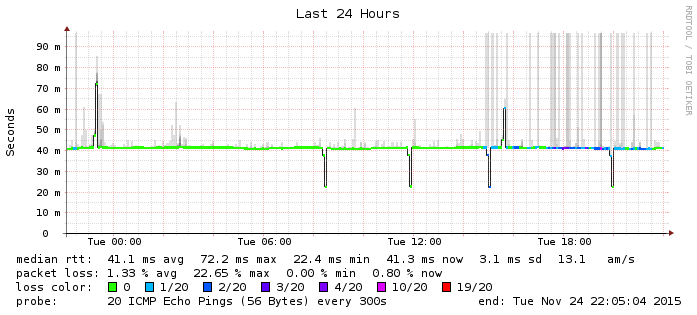 Last 24 Hours
RRDTOOL / TOBI OETIKER
Seconds
90 m
80 m
70 m
60 m
50 m
40 m
30 m
20 m
10 m
0
Tue 00:00 Tue 06:00 Tue 12:00 Tue 18:00
median rtt: 41.1 ms avg 72.2 ms max 22.4 ms min 41.3 ms now 3.1 ms sd 13.1 am/s
packet loss: 1.33 % avg 22.65 % max 0.00 % min 0.80 % now
loss color: 0 1/20 2/20 3/20 4/20 10/20 19/20
probe: 20 ICMP Echo Pings (56 Bytes) every 300s end: Tue Nov 24 22:05:04 2015